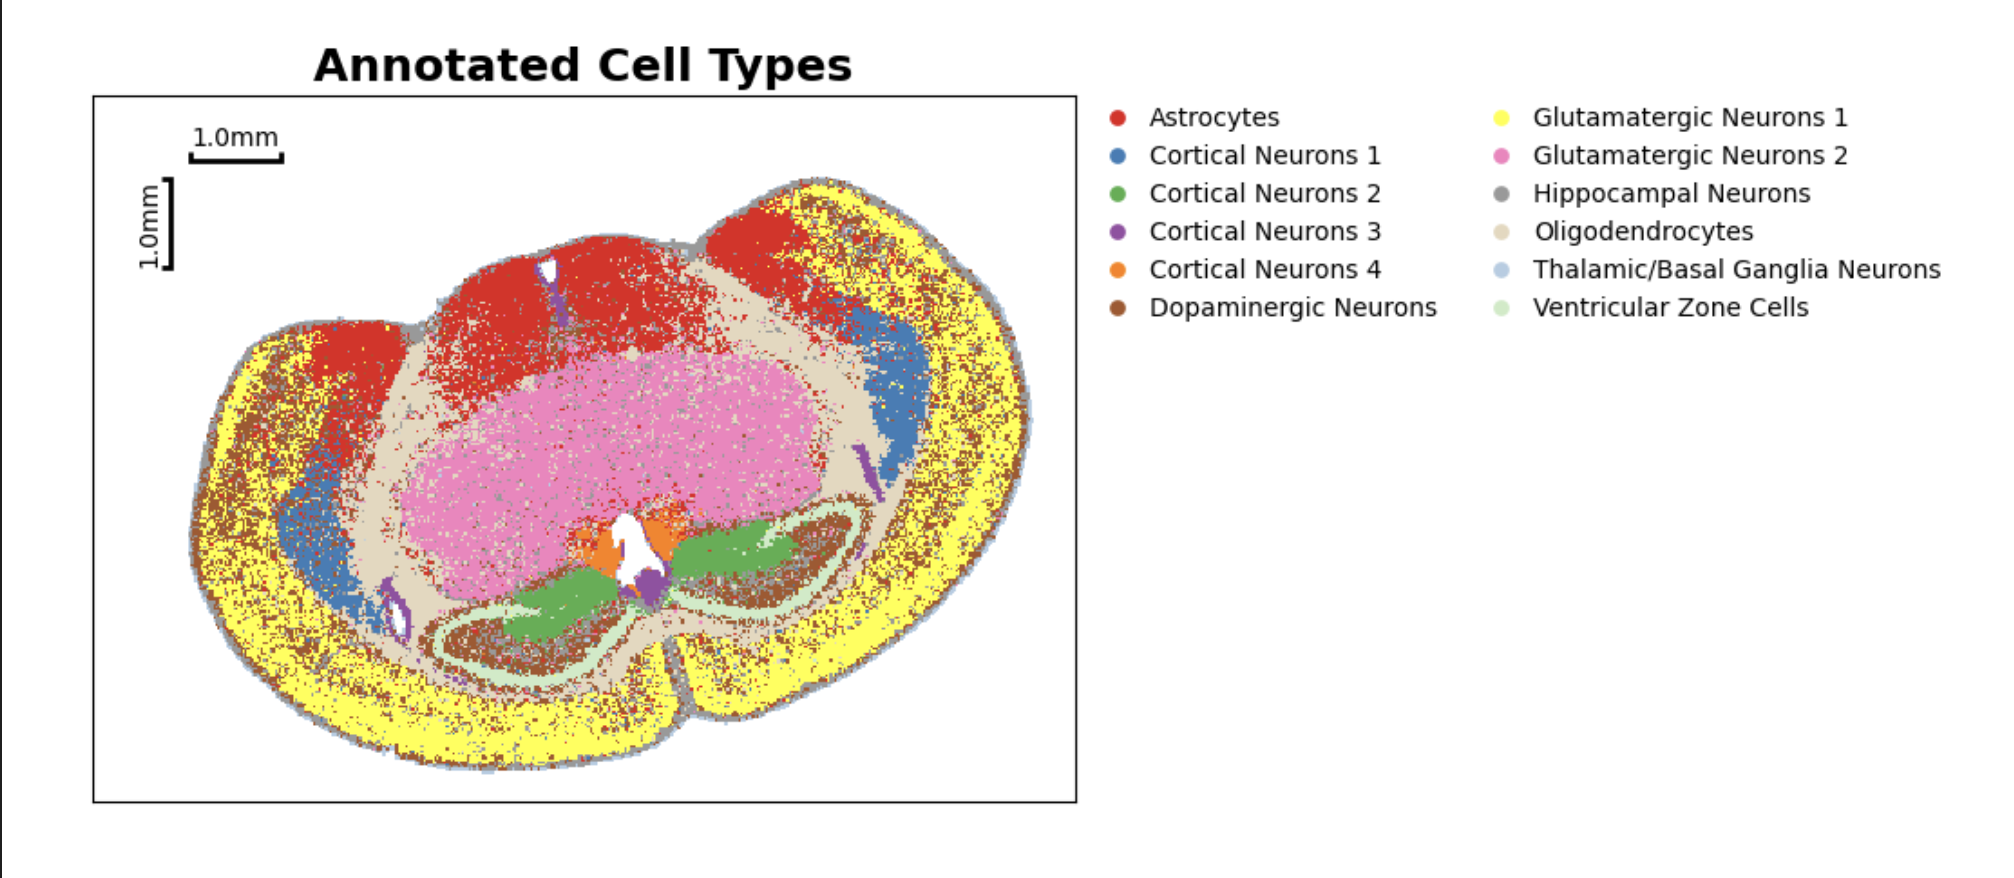 Annotated Cell Types
1.0mm
1.0mm
Astrocytes
Cortical Neurons 1
Cortical Neurons 2
Cortical Neurons 3
Cortical Neurons 4
Dopaminergic Neurons
Glutamatergic Neurons 1
Glutamatergic Neurons 2
Hippocampal Neurons
Oligodendrocytes
Thalamic/Basal Ganglia Neurons
Ventricular Zone Cells